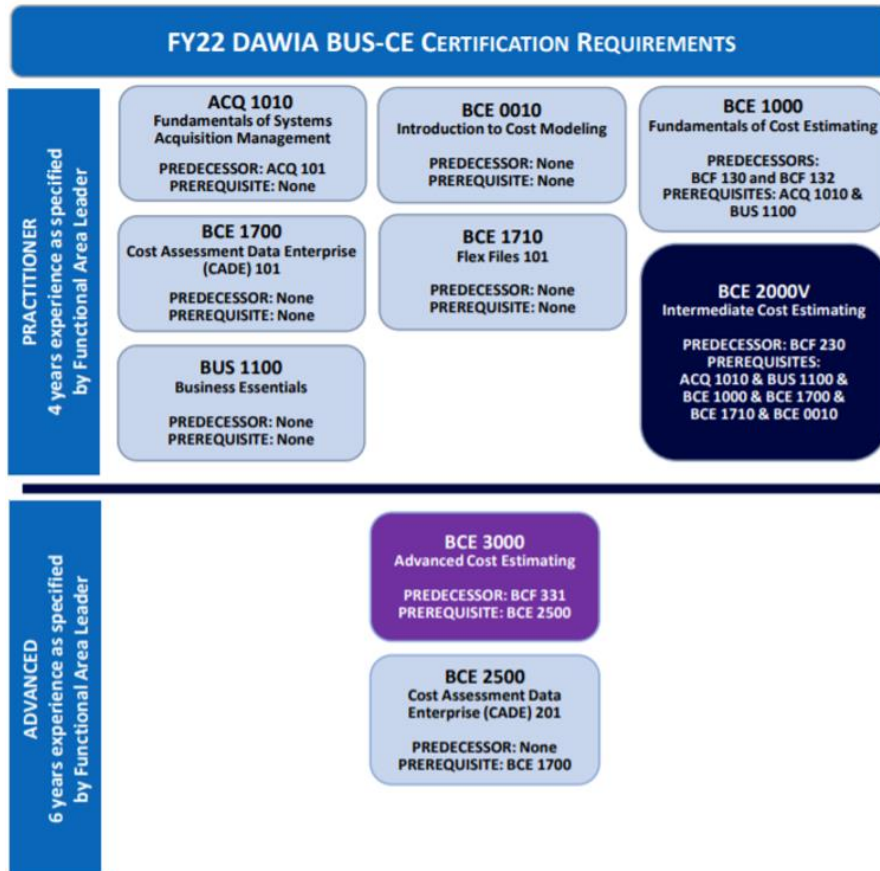 FY22 DAWIA BUS-CE CERTIFICATION REQUIREMENTS
PRACTITIONER
4 years experience as specified
by Functional Area Leader
ACQ 1010
Fundamentals of Systems
Acquisition Management
PREDECESSOR: ACQ 101
PREREQUISITE: None
BCE 0010
Introduction to Cost Modeling
PREDECESSOR: None
PREREQUISITE: None
BCE 1000
Fundamentals of Cost Estimating
PREDECESSORS:
BCF 130 and BCF 132
PREREQUISITES: ACQ 1010 &
BUS 1100
BCE 1700
Cost Assessment Data Enterprise
(CADE) 101
PREDECESSOR: None
PREREQUISITE: None
BCE 1710
Flex Files 101
PREDECESSOR: None
PREREQUISITE: None
BCE 2000V
Intermediate Cost Estimating
PREDECESSOR: BCF 230
PREREQUISITES:
ACQ 1010 & BUS 1100 &
BCE 1000 & BCE 1700 &
BCE 1710 & BCE 0010
BUS 1100
Business Essentials
PREDECESSOR: None
PREREQUISITE: None
ADVANCED
6 years experience as specified
by Functional Area Leader
BCE 3000
Advanced Cost Estimating
PREDECESSOR: BCF 331
PREREQUISITE: BCE 2500
BCE 2500
Cost Assessment Data
Enterprise (CADE) 201
PREDECESSOR: None
PREREQUISITE: BCE 1700